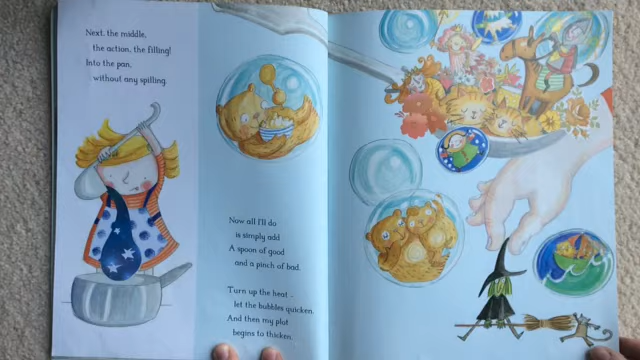 Next, the middle,
the action, the filling!
Into the pan,
without any spilling.
Now all I'll do
is simply add
A spoon of good
and a pinch of bad.
Turn up the heat –
let the bubbles quicken.
And then my plot
begins to thicken.